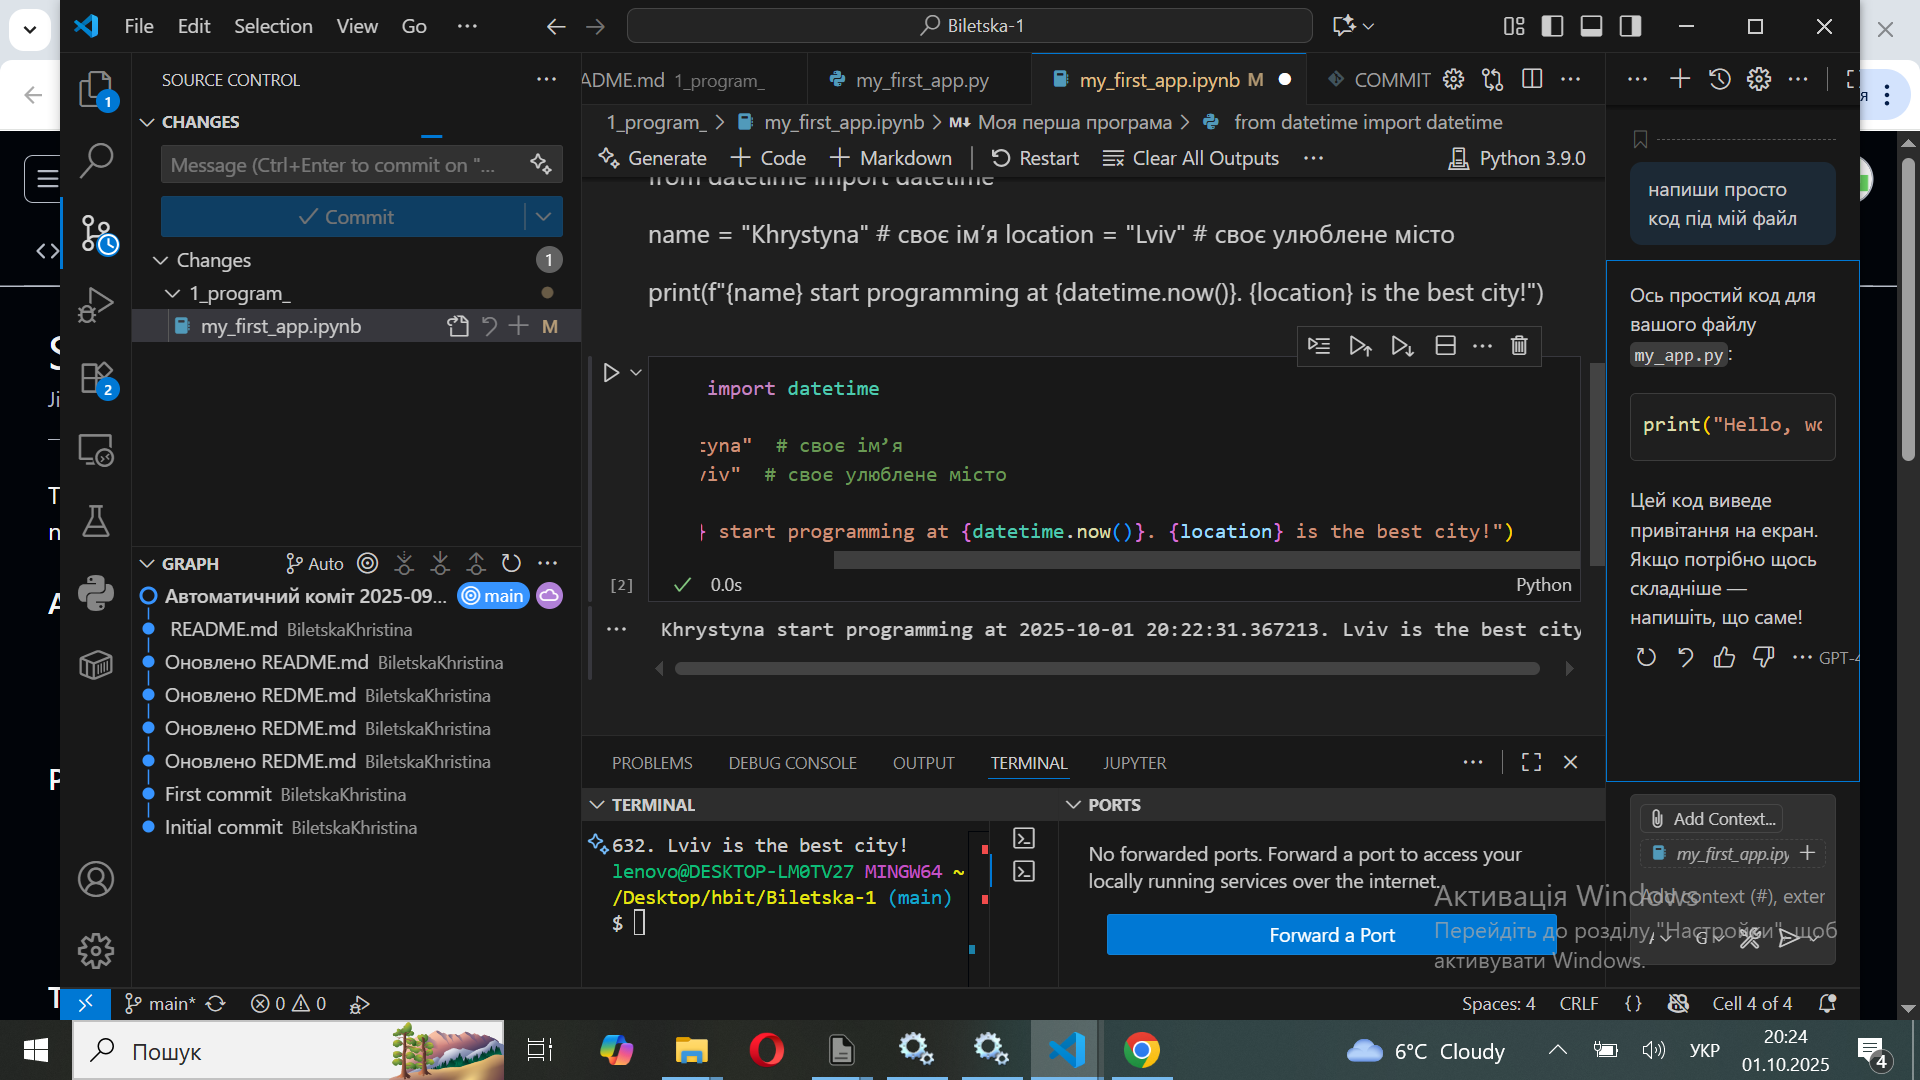 File Edit Selection View Go ···
Biletska-1
SOURCE CONTROL
CHANGES
Message (Ctrl+Enter to commit on "...
Commit
Changes 1
1_program_
my_first_app.ipynb M
GRAPH
Auto
Автоматичний коміт 2025-09... main
README.md BiletskaKhristina
Оновлено README.md BiletskaKhristina
Оновлено REDME.md BiletskaKhristina
Оновлено REDME.md BiletskaKhristina
Оновлено REDME.md BiletskaKhristina
First commit BiletskaKhristina
Initial commit BiletskaKhristina
1
2
ADME.md 1_program_
my_first_app.py
my_first_app.ipynb M
COMMIT
1_program_ > my_first_app.ipynb > M Моя перша програма > from datetime import datetime
Generate + Code + Markdown Restart Clear All Outputs ··· Python 3.9.0
from datetime import datetime
name = "Khrystyna" # своє ім’я location = "Lviv" # своє улюблене місто
print(f"{name} start programming at {datetime.now()}. {location} is the best city!")
import datetime
tyna" # своє ім’я
viv" # своє улюблене місто
} start programming at {datetime.now()}. {location} is the best city!")
[2] 0.0s Python
Khrystyna start programming at 2025-10-01 20:22:31.367213. Lviv is the best city
PROBLEMS DEBUG CONSOLE OUTPUT TERMINAL JUPYTER
TERMINAL
632. Lviv is the best city!
lenovo@DESKTOP-LM0TV27 MINGW64 ~
/Desktop/hbit/Biletska-1 (main)
$
PORTS
No forwarded ports. Forward a port to access your
locally running services over the internet.
Forward a Port
напиши просто
код під мій файл
Ось простий код для
вашого файлу
my_app.py:
print("Hello, wo
Цей код виведе
привітання на екран.
Якщо потрібно щось
складніше —
напишіть, що саме!
GPT-4
Add Context...
my_first_app.ipy +
Add context (#), exter
Активація Windows
Перейдіть до розділу "Настройки", щоб
активувати Windows.
main* 0 0
Spaces: 4 CRLF { } Cell 4 of 4
Пошук
6°C Cloudy
УКР
20:24
01.10.2025
4